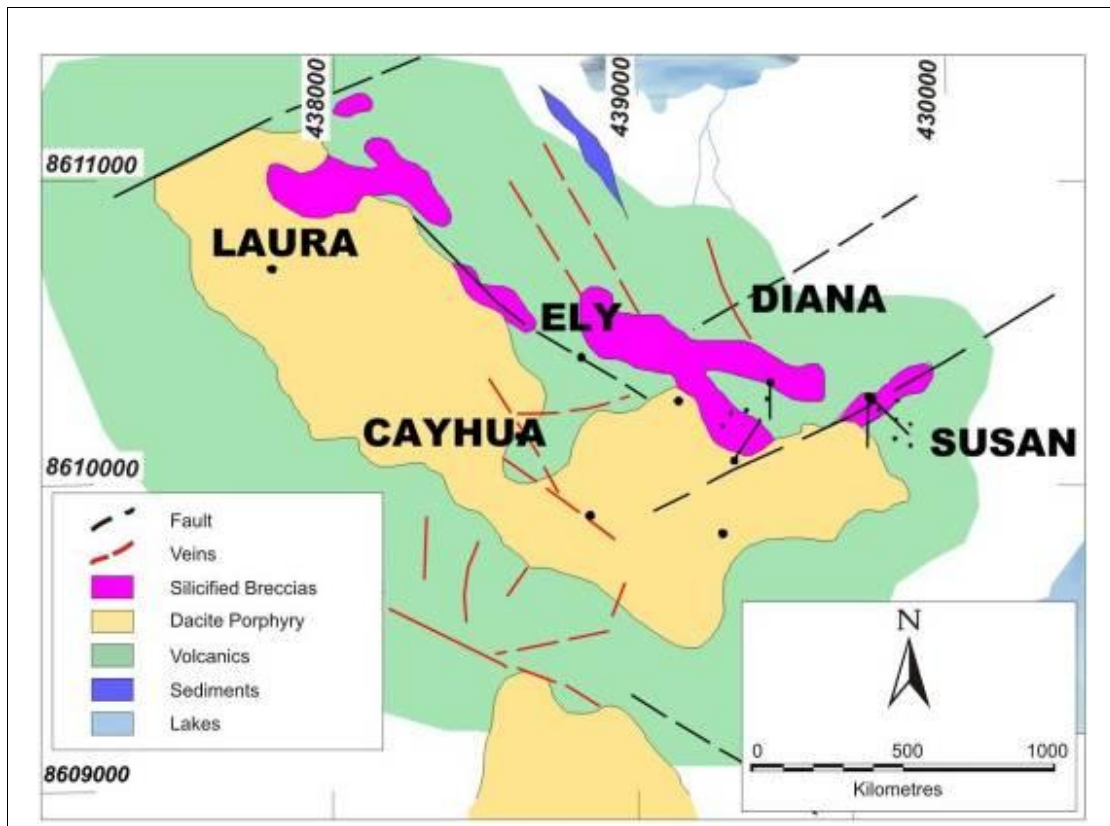 438000
439000
430000
8611000
LAURA
DIANA
ELY
CAYHUA
SUSAN
8610000
Fault
Veins
Silicified Breccias
Dacite Porphyry
Volcanics
Sediments
Lakes
N
0 500 1000
Kilometres
8609000